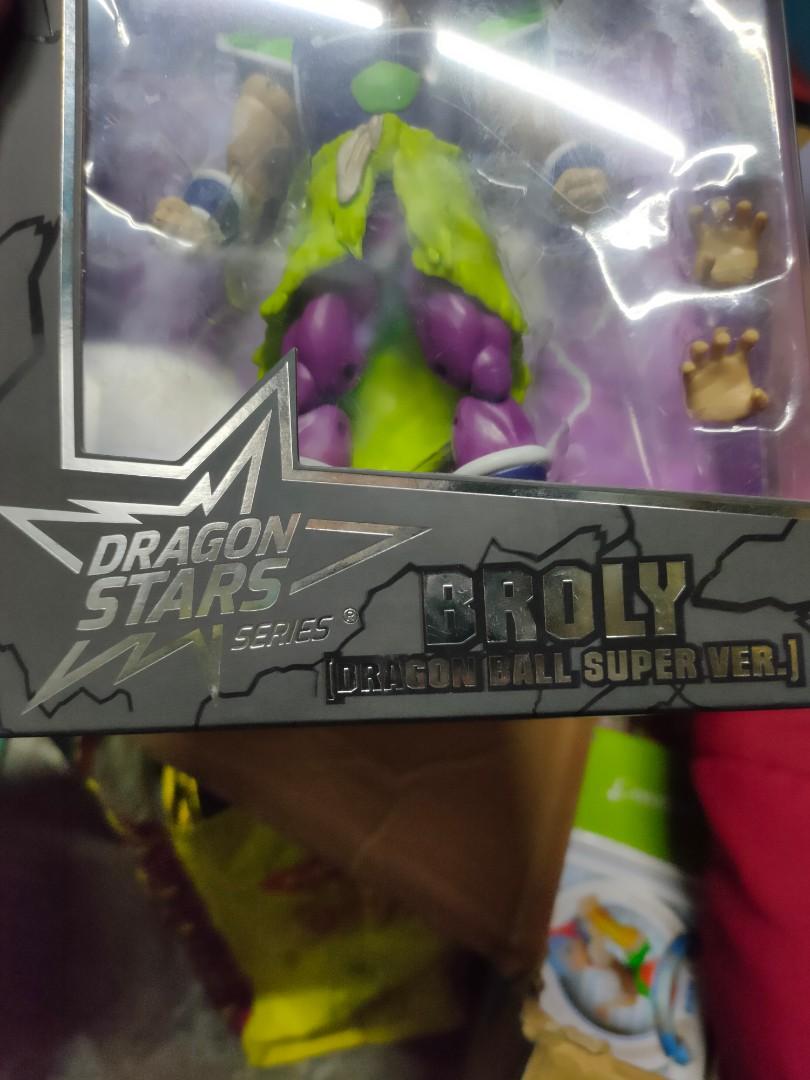 DRAGON
STARS
SERIES ®
BROLY
[DRAGON BALL SUPER VER.]